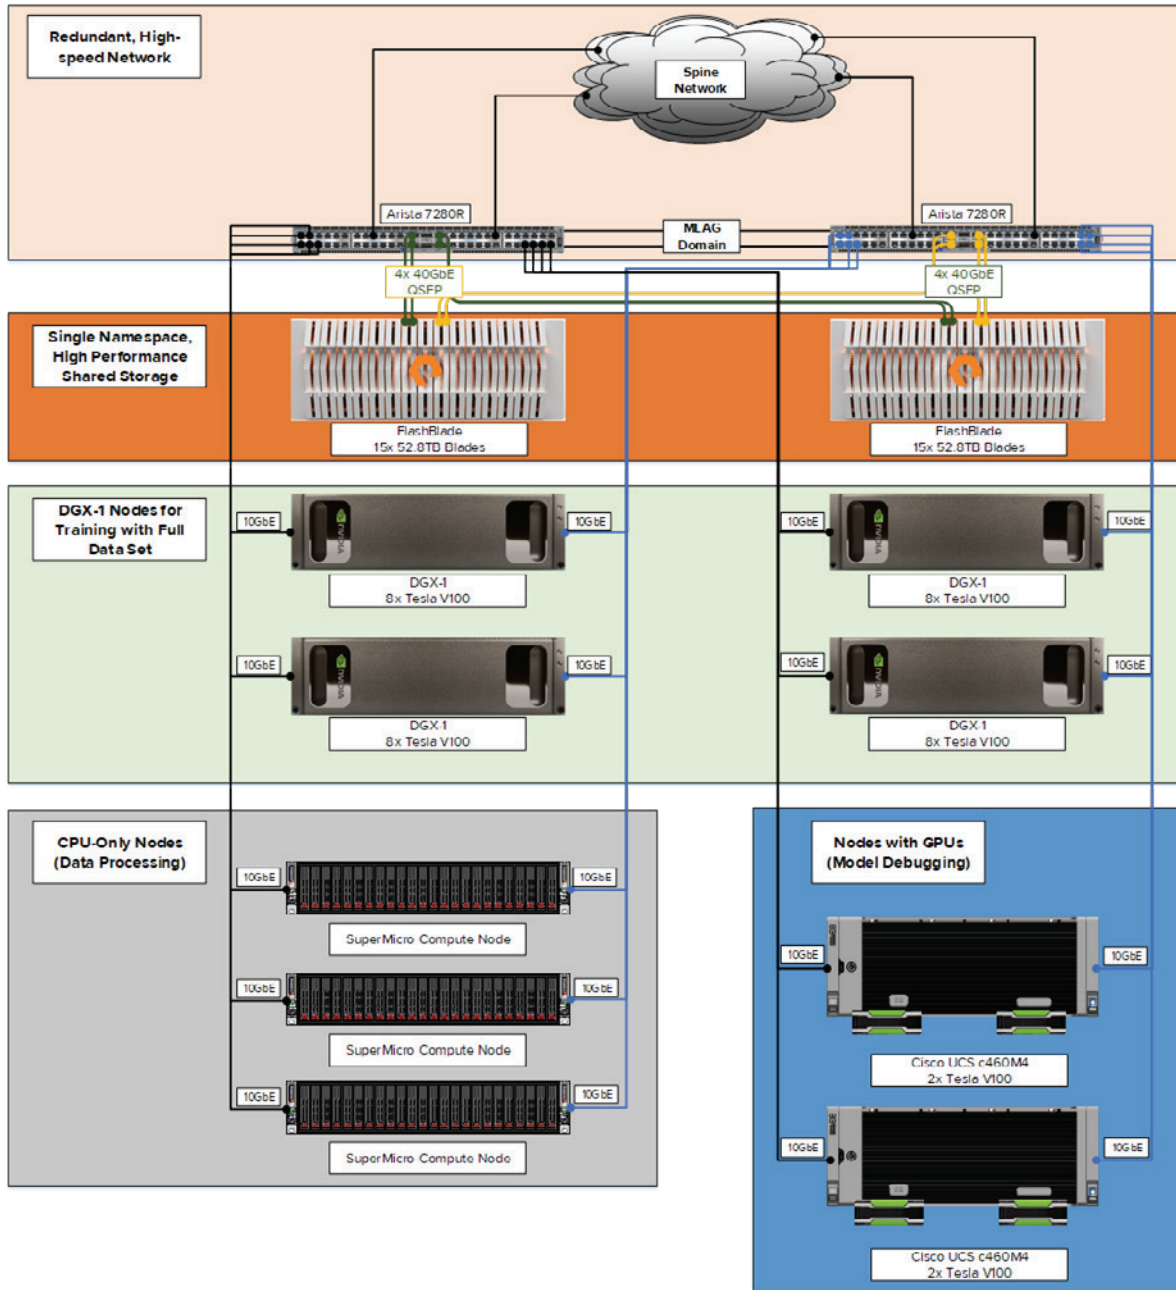 Redundant, High-
speed Network
Spine
Network
Arista 7280R
Arista 7280R
MLAG
Domain
4x 40GbE
QSFP
4x 40GbE
QSFP
Single Namespace,
High Performance
Shared Storage
FlashBlade
15x 52.8TB Blades
FlashBlade
15x 52.8TB Blades
DGX-1 Nodes for
Training with Full
Data Set
10GbE
10GbE
10GbE
10GbE
NVIDIA
NVIDIA
DGX-1
8x Tesla V100
DGX-1
8x Tesla V100
10GbE
10GbE
10GbE
10GbE
NVIDIA
NVIDIA
DGX-1
8x Tesla V100
DGX-1
8x Tesla V100
CPU-Only Nodes
(Data Processing)
10GbE
10GbE
SuperMicro Compute Node
10GbE
10GbE
SuperMicro Compute Node
10GbE
10GbE
SuperMicro Compute Node
Nodes with GPUs
(Model Debugging)
10GbE
10GbE
Cisco UCS c460M4
2x Tesla V100
10GbE
10GbE
Cisco UCS c460M4
2x Tesla V100